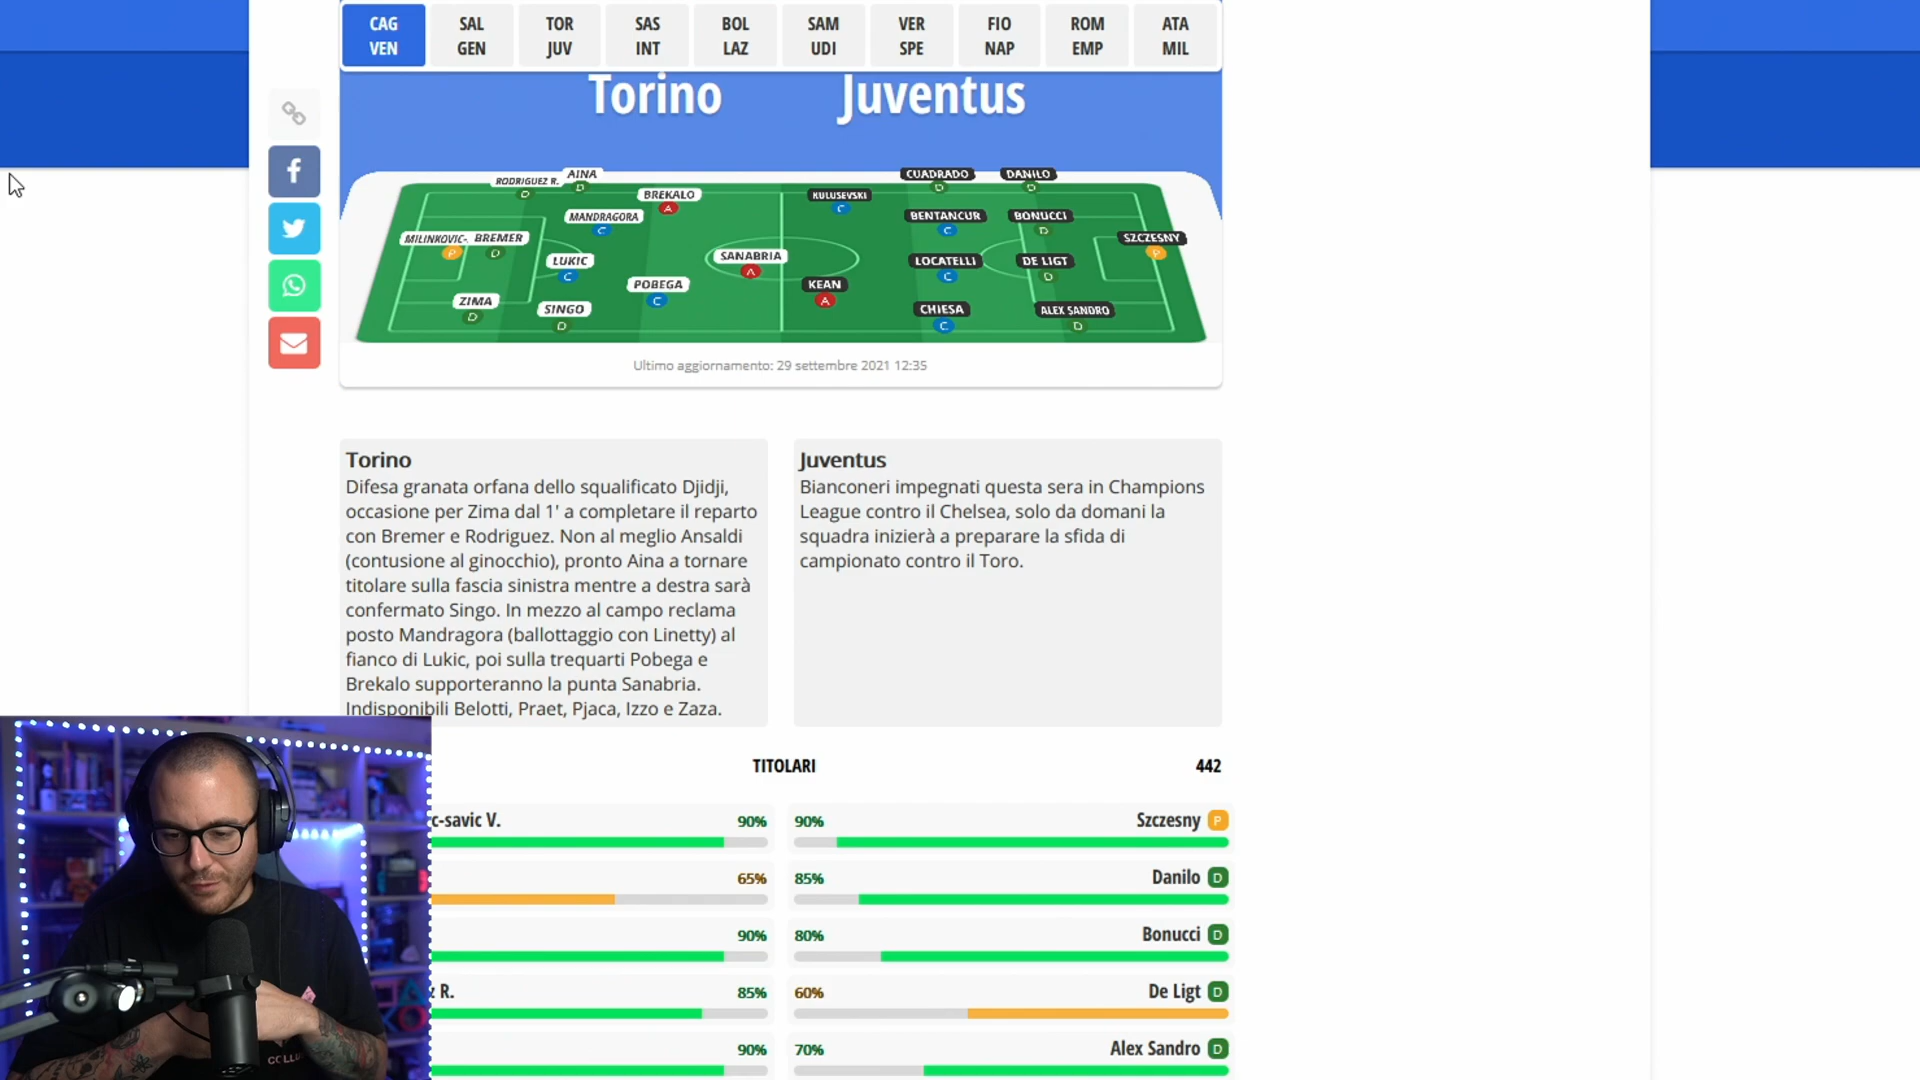 CAG SAL TOR SAS BOL SAM VER FIO ROM ATA
VEN GEN JUV INT LAZ UDI SPE NAP EMP MIL
Torino Juventus
RODRIGUEZ R. AINA
D D
BREKALO
A
MANDRAGORA
C
MILINKOVIC-. BREMER
P D
LUKIC
C
SANABRIA
A
POBEGA
C
ZIMA
D
SINGO
D
CUADRADO DANILO
D D
KULUSEVSKI
C
BENTANCUR BONUCCI
C D
SZCZESNY
P
LOCATELLI DE LIGT
C D
KEAN
A
CHIESA ALEX SANDRO
C D
Ultimo aggiornamento: 29 settembre 2021 12:35
Torino
Difesa granata orfana dello squalificato Djidji,
occasione per Zima dal 1' a completare il reparto
con Bremer e Rodriguez. Non al meglio Ansaldi
(contusione al ginocchio), pronto Aina a tornare
titolare sulla fascia sinistra mentre a destra sarà
confermato Singo. In mezzo al campo reclama
posto Mandragora (ballottaggio con Linetty) al
fianco di Lukic, poi sulla trequarti Pobega e
Brekalo supporteranno la punta Sanabria.
Indisponibili Belotti, Praet, Pjaca, Izzo e Zaza.
Juventus
Bianconeri impegnati questa sera in Champions
League contro il Chelsea, solo da domani la
squadra inizierà a preparare la sfida di
campionato contro il Toro.
TITOLARI 442
c-savic V. 90% 90% Szczesny P
65% 85% Danilo D
90% 80% Bonucci D
R. 85% 60% De Ligt D
90% 70% Alex Sandro D